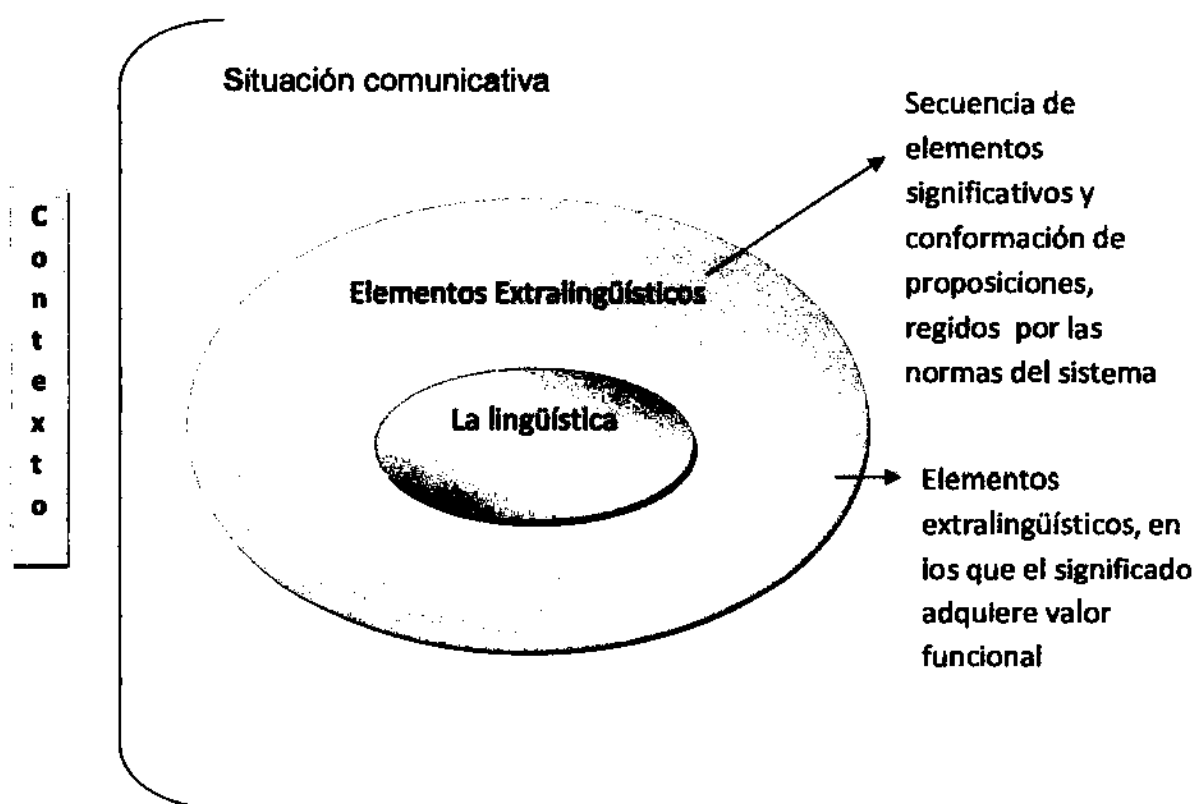 Situación comunicativa
Contexto
Elementos Extralingüísticos
La lingüística
Secuencia de
elementos
significativos y
conformación de
proposiciones,
regidos por las
normas del sistema
Elementos
extralingüísticos, en
los que el significado
adquiere valor
funcional